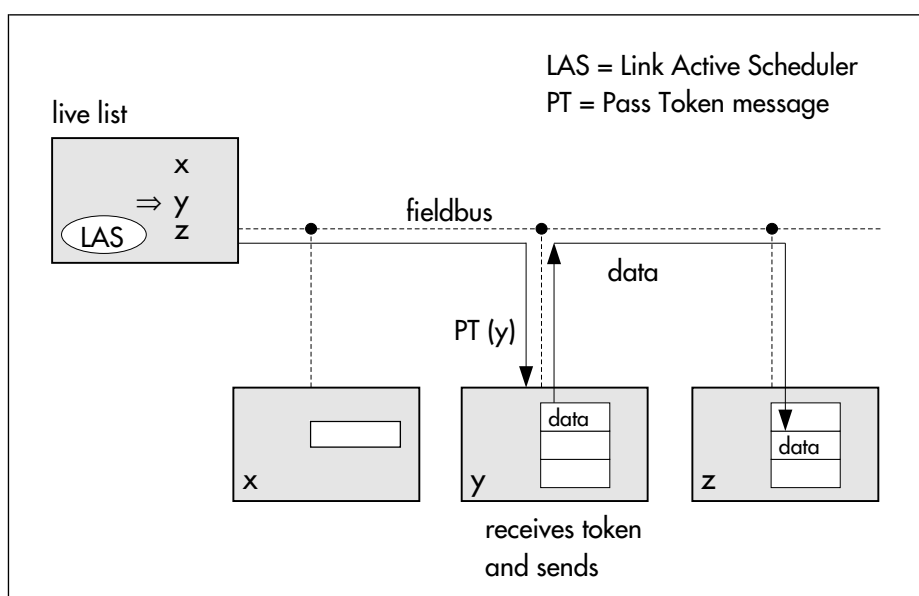 LAS = Link Active Scheduler
PT = Pass Token message
live list
x
⇒ y
LAS z
fieldbus
data
PT (y)
data
data
x
y
z
receives token
and sends